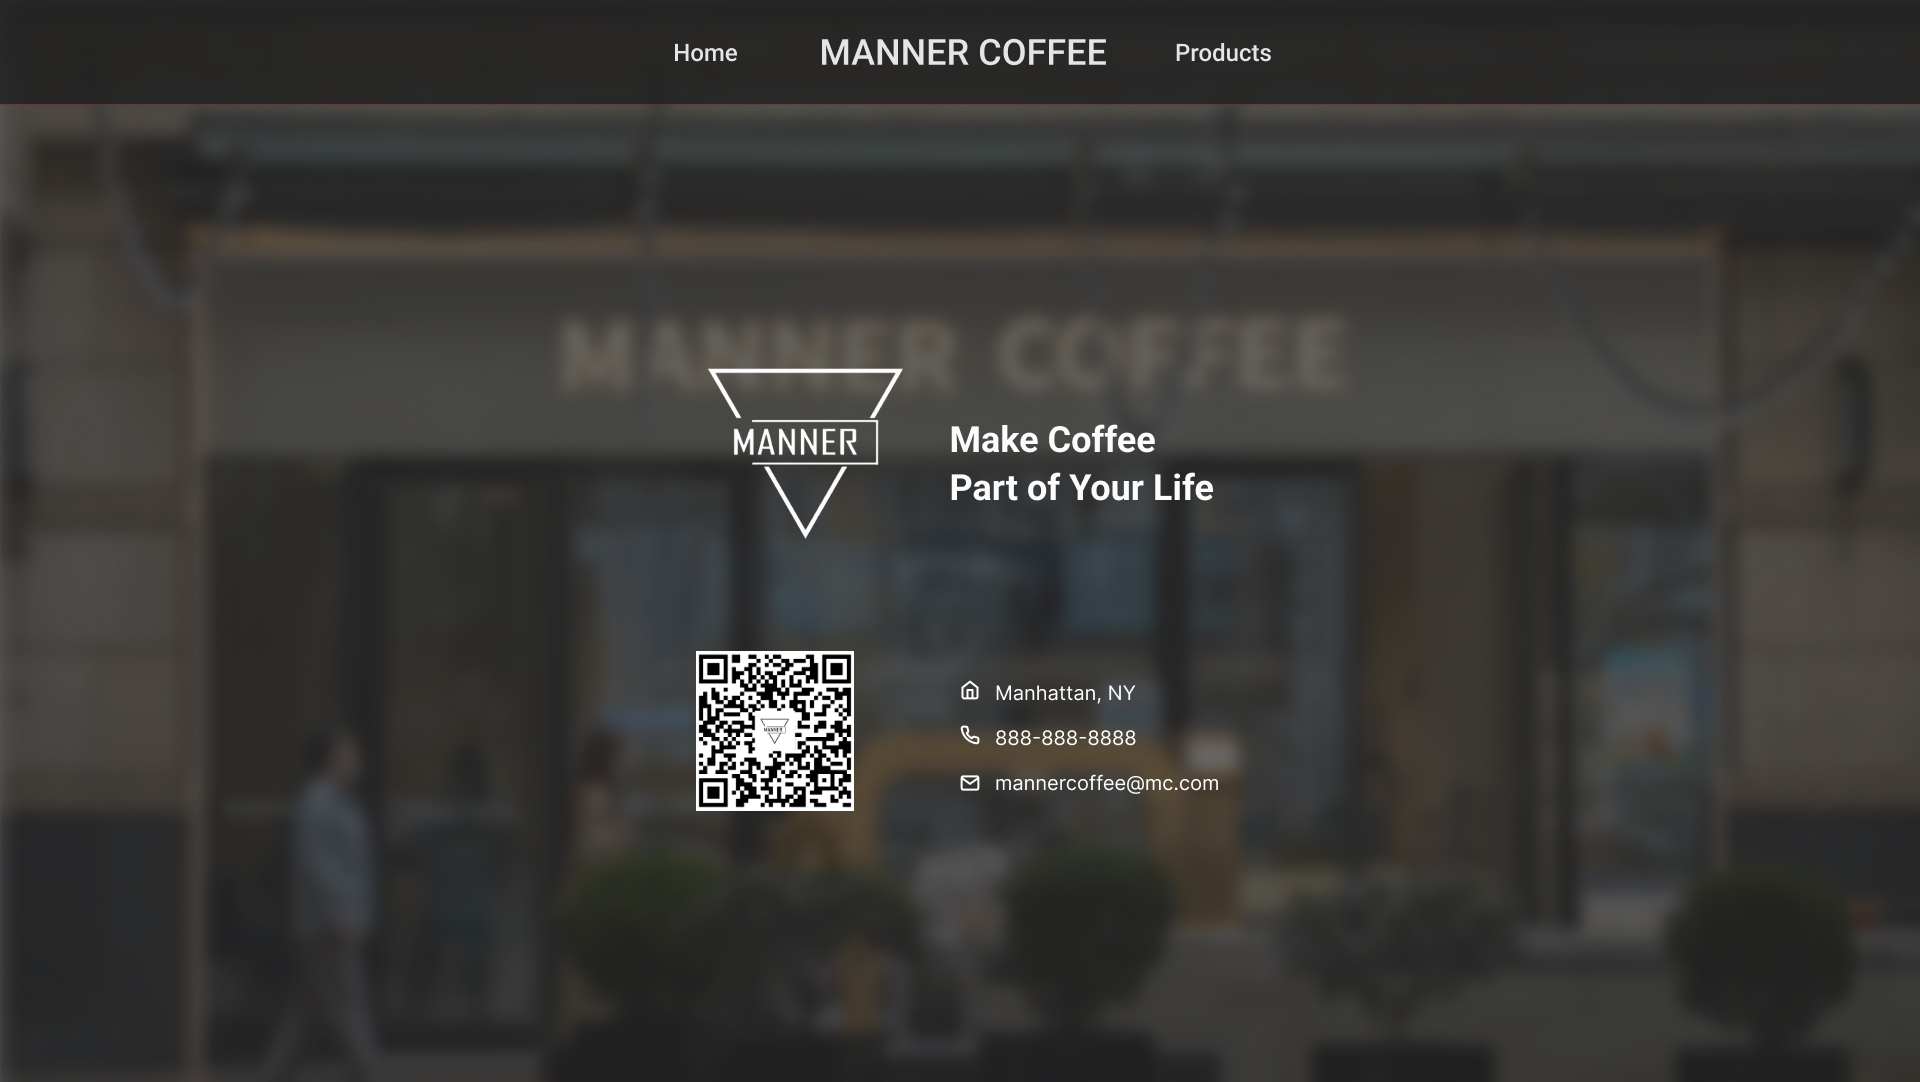 Home
MANNER COFFEE
Products
MANNER COFFEE
MANNER
Make Coffee
Part of Your Life
MANNER
Manhattan, NY
888-888-8888
mannercoffee@mc.com